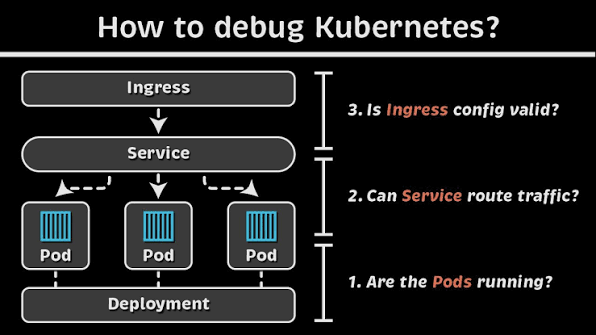 How to debug Kubernetes?
Ingress
3. Is Ingress config valid?
Service
2. Can Service route traffic?
Pod
Pod
Pod
1. Are the Pods running?
Deployment